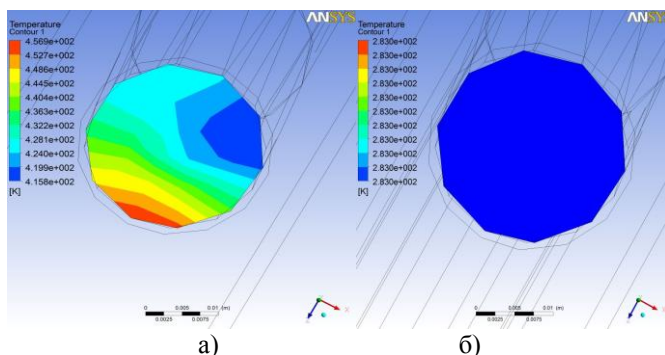 ANSYS
Temperature
Contour 1
4.569e+002
4.527e+002
4.486e+002
4.445e+002
4.404e+002
4.363e+002
4.322e+002
4.281e+002
4.240e+002
4.199e+002
4.158e+002
[K]
0
0.005
0.01 (m)
0.0025
0.0075
X
а)
ANSYS
Temperature
Contour 1
2.830e+002
2.830e+002
2.830e+002
2.830e+002
2.830e+002
2.830e+002
2.830e+002
2.830e+002
2.830e+002
2.830e+002
2.830e+002
[K]
0
0.005
0.01 (m)
0.0025
0.0075
X
б)